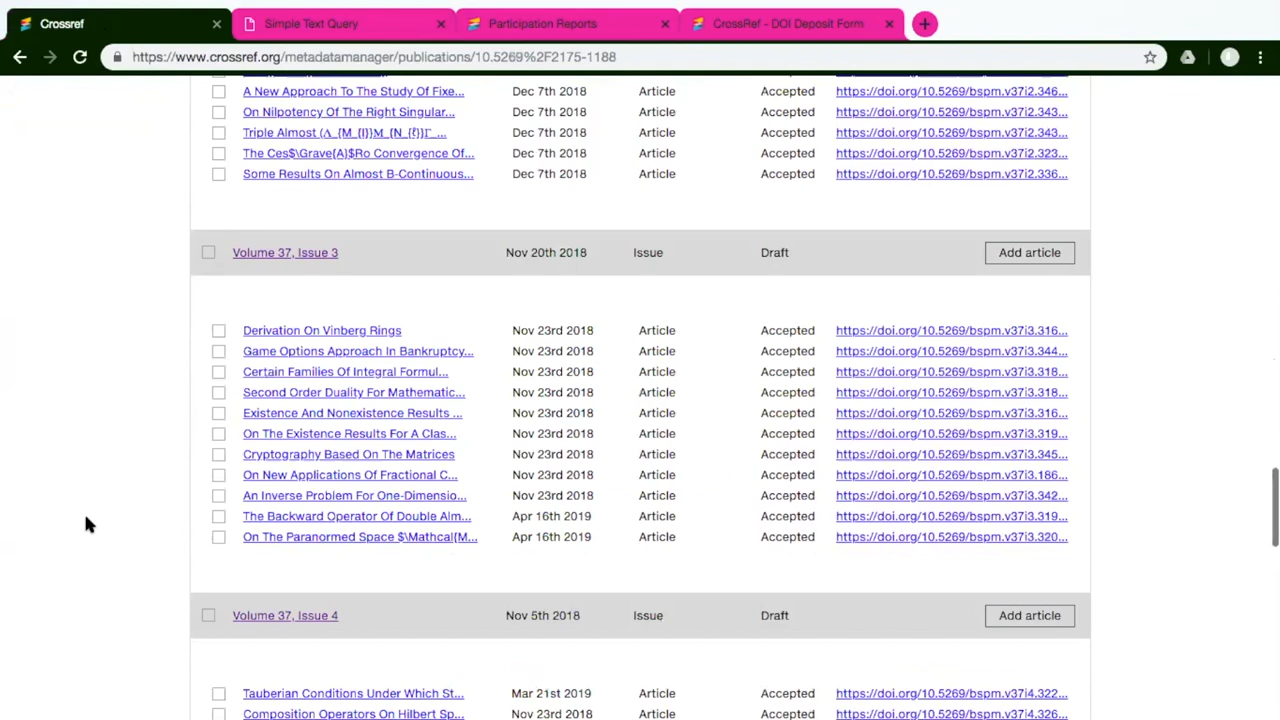 Crossref
Simple Text Query
Participation Reports
CrossRef - DOI Deposit Form
https://www.crossref.org/metadatamanager/publications/10.5269%2F2175-1188
A New Approach To The Study Of Fixe... Dec 7th 2018 Article Accepted https://doi.org/10.5269/bspm.v37i2.346...
On Nilpotency Of The Right Singular... Dec 7th 2018 Article Accepted https://doi.org/10.5269/bspm.v37i2.343...
Triple Almost Dec 7th 2018 Article Accepted https://doi.org/10.5269/bspm.v37i2.343...
The Ces$\Grave{A}$Ro Convergence Of... Dec 7th 2018 Article Accepted https://doi.org/10.5269/bspm.v37i2.323...
Some Results On Almost B-Continuous... Dec 7th 2018 Article Accepted https://doi.org/10.5269/bspm.v37i2.336...
Volume 37, Issue 3 Nov 20th 2018 Issue Draft Add article
Derivation On Vinberg Rings Nov 23rd 2018 Article Accepted https://doi.org/10.5269/bspm.v37i3.316...
Game Options Approach In Bankruptcy... Nov 23rd 2018 Article Accepted https://doi.org/10.5269/bspm.v37i3.344...
Certain Families Of Integral Formul... Nov 23rd 2018 Article Accepted https://doi.org/10.5269/bspm.v37i3.318...
Second Order Duality For Mathematic... Nov 23rd 2018 Article Accepted https://doi.org/10.5269/bspm.v37i3.318...
Existence And Nonexistence Results ... Nov 23rd 2018 Article Accepted https://doi.org/10.5269/bspm.v37i3.316...
On The Existence Results For A Clas... Nov 23rd 2018 Article Accepted https://doi.org/10.5269/bspm.v37i3.319...
Cryptography Based On The Matrices Nov 23rd 2018 Article Accepted https://doi.org/10.5269/bspm.v37i3.345...
On New Applications Of Fractional C... Nov 23rd 2018 Article Accepted https://doi.org/10.5269/bspm.v37i3.186...
An Inverse Problem For One-Dimensio... Nov 23rd 2018 Article Accepted https://doi.org/10.5269/bspm.v37i3.342...
The Backward Operator Of Double Alm... Apr 16th 2019 Article Accepted https://doi.org/10.5269/bspm.v37i3.319...
On The Paranormed Space $\Mathcal{M... Apr 16th 2019 Article Accepted https://doi.org/10.5269/bspm.v37i3.320...
Volume 37, Issue 4 Nov 5th 2018 Issue Draft Add article
Tauberian Conditions Under Which St... Mar 21st 2019 Article Accepted https://doi.org/10.5269/bspm.v37i4.322...
Composition Operators On Hilbert Sp... Nov 23rd 2018 Article Accepted https://doi.org/10.5269/bspm.v37i4.326...